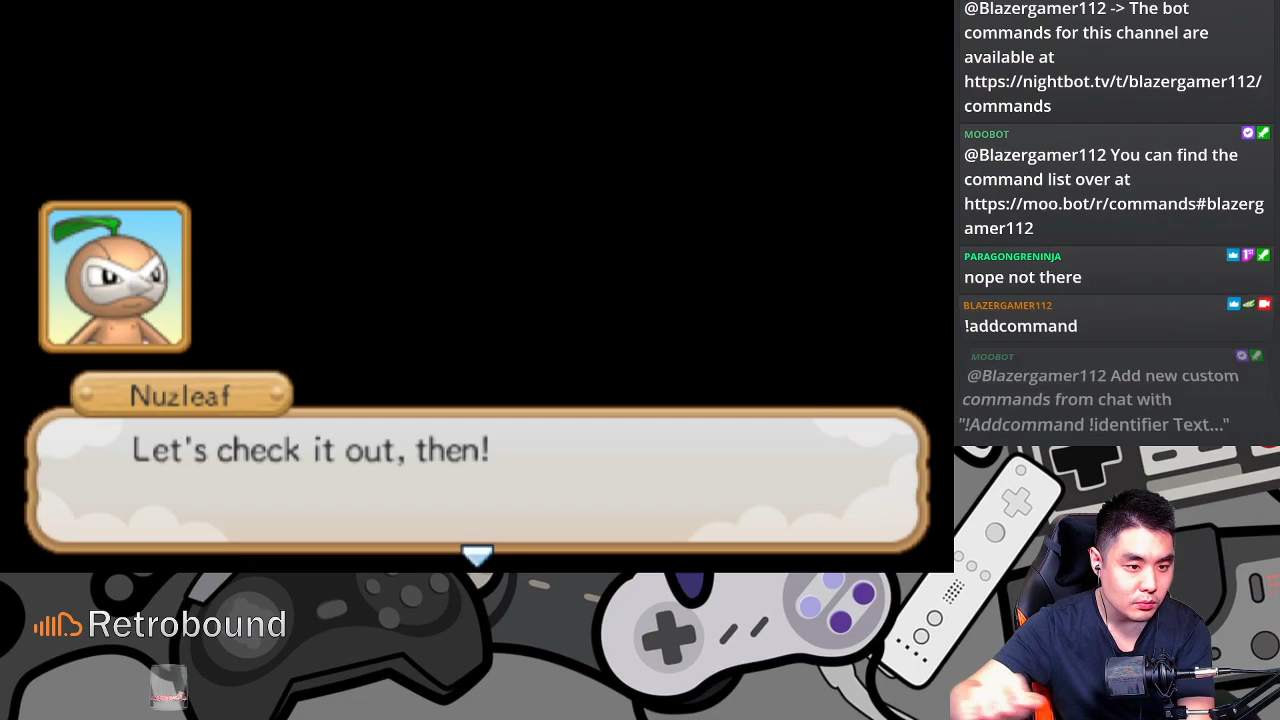 Nuzleaf
Let's check it out, then!
Retrobound
@Blazergamer112 -> The bot
commands for this channel are
available at
https://nightbot.tv/t/blazergamer112/
commands
MOOBOT
@Blazergamer112 You can find the
command list over at
https://moo.bot/r/commands#blazerg
amer112
PARAGONGRENINJA
nope not there
BLAZERGAMER112
!addcommand
MOOBOT
@Blazergamer112 Add new custom
commands from chat with
"!Addcommand !identifier Text..."